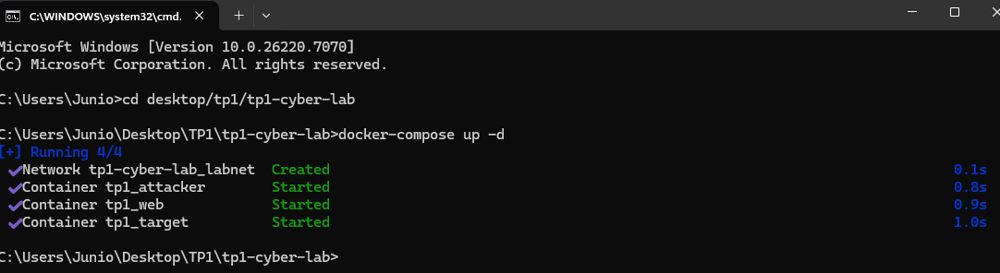 C:\WINDOWS\system32\cmd.
Microsoft Windows [Version 10.0.26220.7070]
(c) Microsoft Corporation. All rights reserved.
C:\Users\Junio>cd desktop/tp1/tp1-cyber-lab
C:\Users\Junio\Desktop\TP1\tp1-cyber-lab>docker-compose up -d
[+] Running 4/4
✔Network tp1-cyber-lab_labnet Created 0.1s
✔Container tp1_attacker Started 0.8s
✔Container tp1_web Started 0.9s
✔Container tp1_target Started 1.0s
C:\Users\Junio\Desktop\TP1\tp1-cyber-lab>